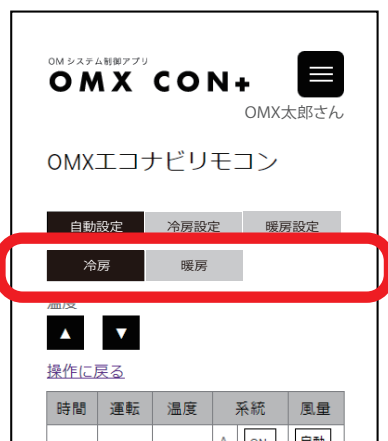 OM システム制御アプリ
OMX CON+
OMX太郎さん
OMXエコナビリモコン
自動設定 冷房設定 暖房設定
冷房 暖房
温度
▲ ▼
操作に戻る
時間 運転 温度 系統 風量
A ON 自動